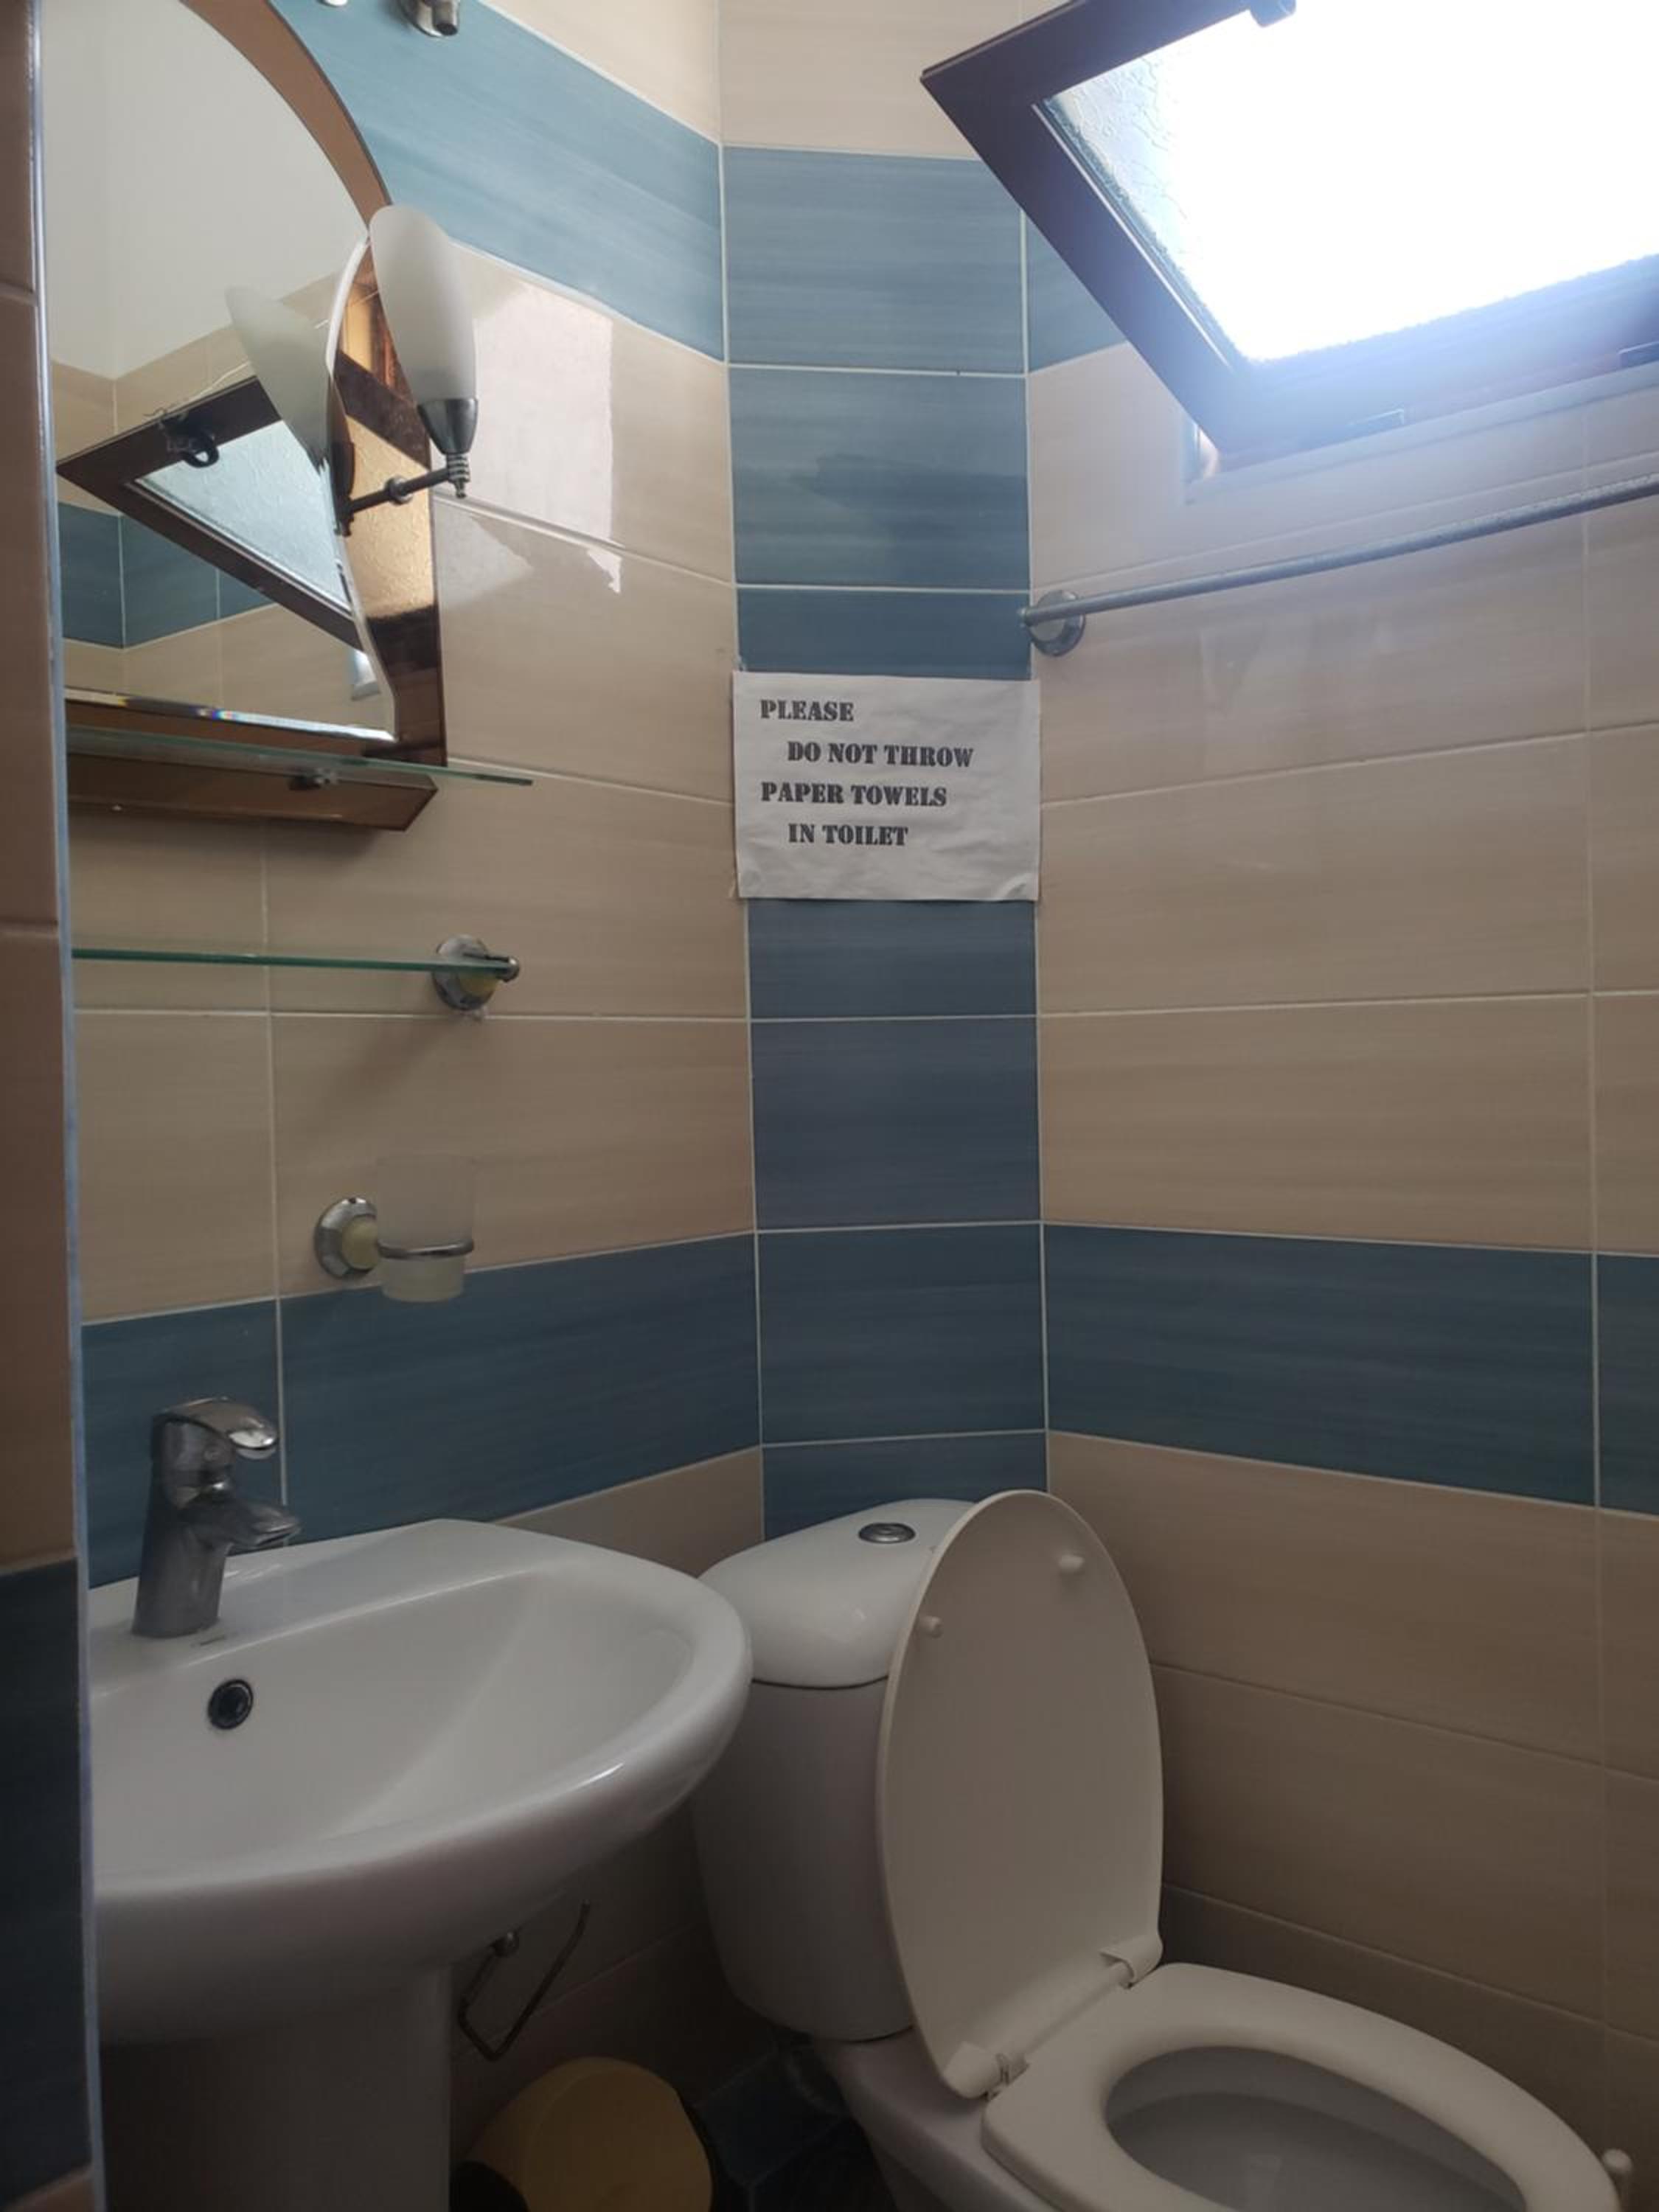 PLEASE
DO NOT THROW
PAPER TOWELS
IN TOILET